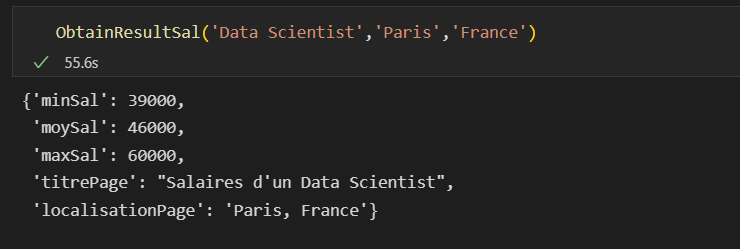 ObtainResultSal('Data Scientist','Paris','France')
55.6s
{'minSal': 39000,
'moySal': 46000,
'maxSal': 60000,
'titrePage': "Salaires d'un Data Scientist",
'localisationPage': 'Paris, France'}